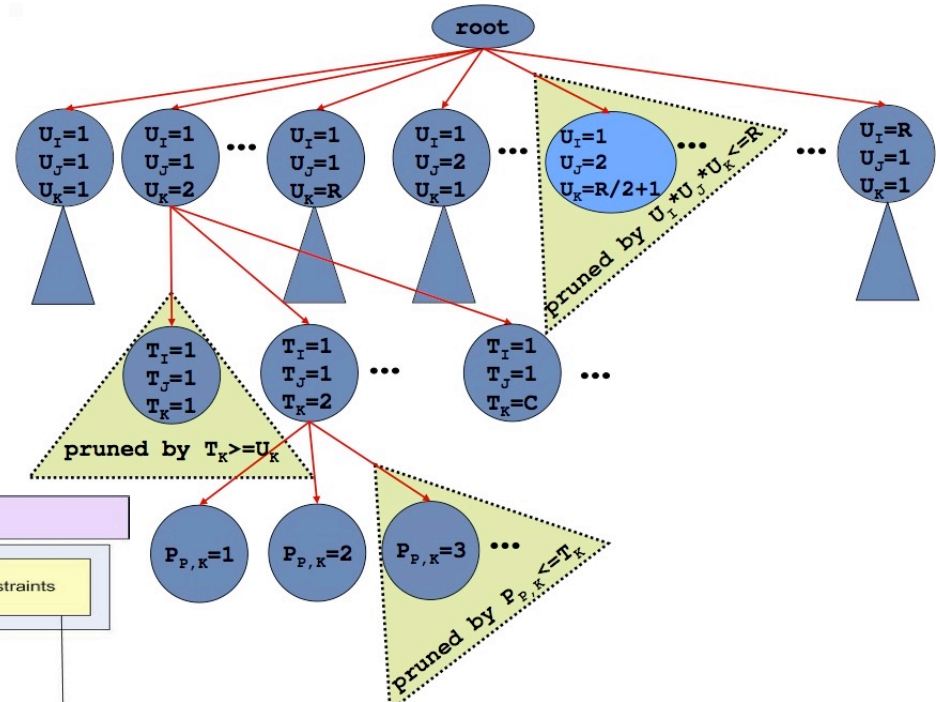 root
U_I=1
U_J=1
U_K=1
U_I=1
U_J=1
U_K=2
•••
U_I=1
U_J=1
U_K=R
U_I=1
U_J=2
U_K=1
•••
U_I=1
U_J=2
U_K=R/2+1
•••
pruned by U_I*U_J*U_K<=R
•••
U_I=R
U_J=1
U_K=1
T_I=1
T_J=1
T_K=1
pruned by T_K>=U_K
T_I=1
T_J=1
T_K=2
•••
T_I=1
T_J=1
T_K=C
•••
P_P,K=1
P_P,K=2
P_P,K=3
•••
pruned by P_P,K<=T_K
straints